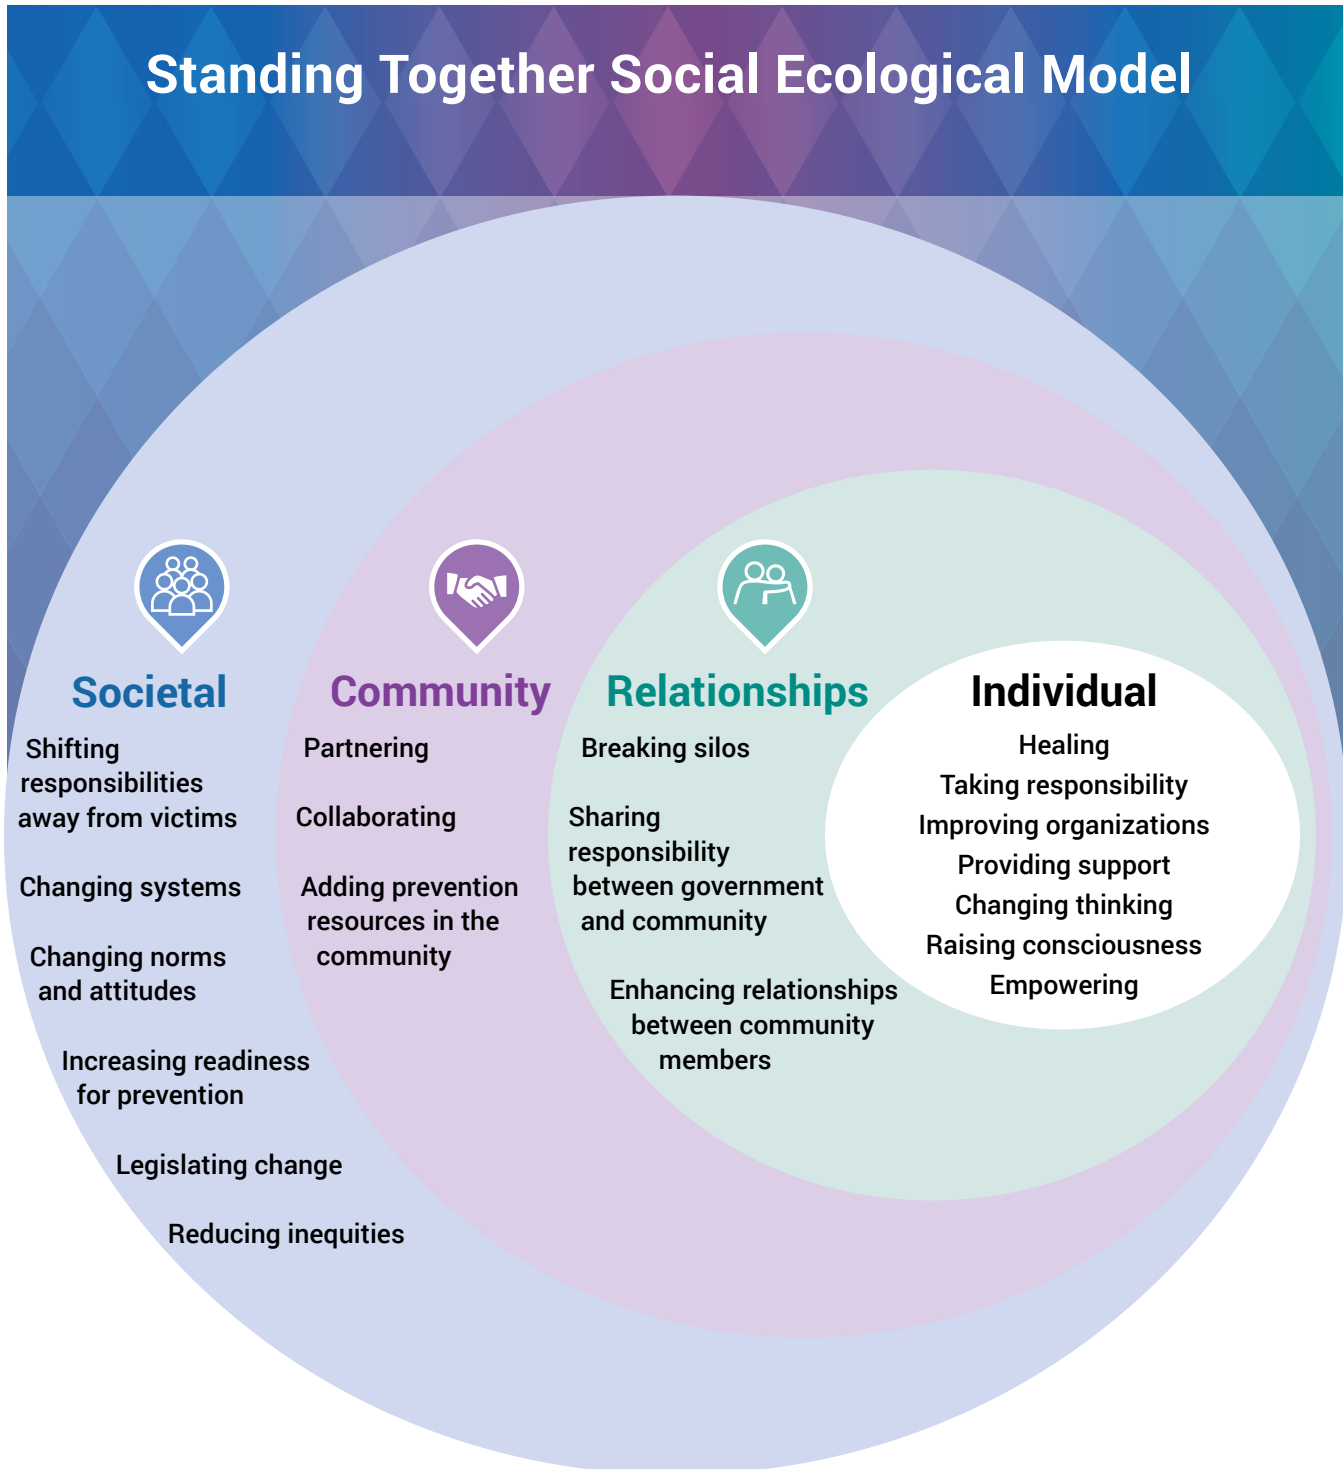 Standing Together Social Ecological Model
Societal
Shifting
responsibilities
away from victims
Changing systems
Changing norms
and attitudes
Increasing readiness
for prevention
Legislating change
Reducing inequities
Community
Partnering
Collaborating
Adding prevention
resources in the
community
Relationships
Breaking silos
Sharing
responsibility
between government
and community
Enhancing relationships
between community
members
Individual
Healing
Taking responsibility
Improving organizations
Providing support
Changing thinking
Raising consciousness
Empowering